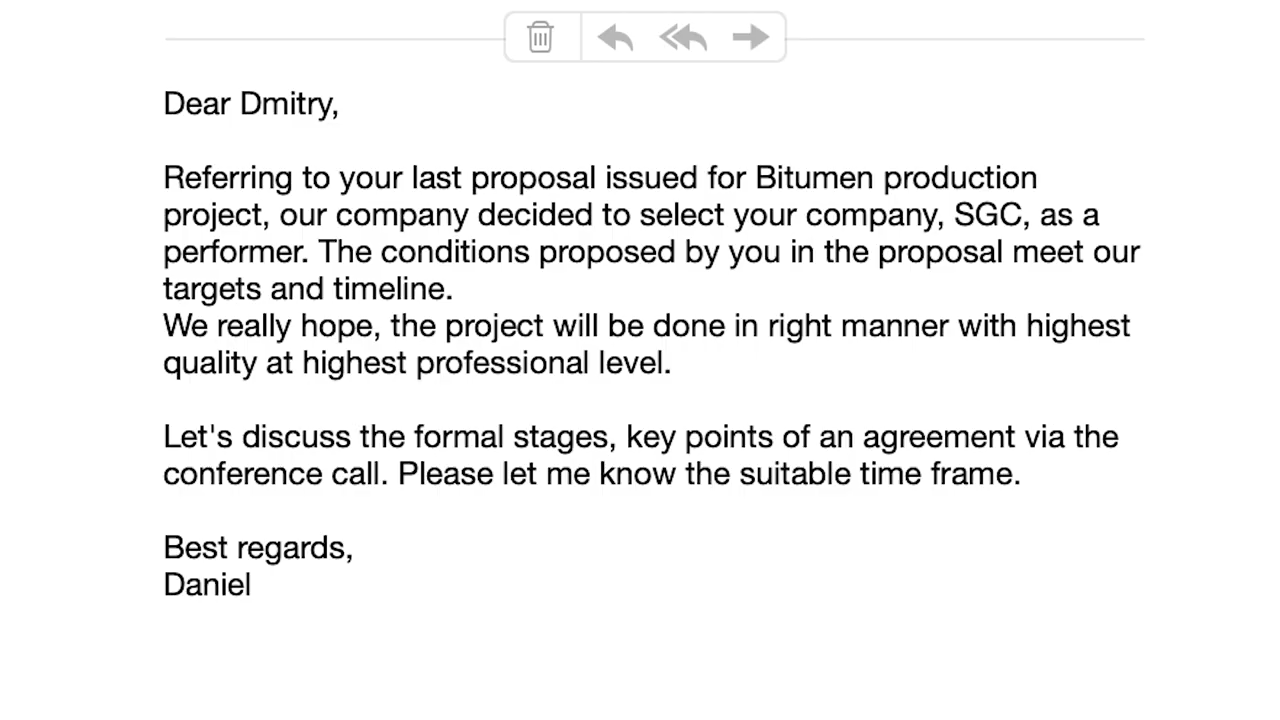 Dear Dmitry,
Referring to your last proposal issued for Bitumen production
project, our company decided to select your company, SGC, as a
performer. The conditions proposed by you in the proposal meet our
targets and timeline.
We really hope, the project will be done in right manner with highest
quality at highest professional level.
Let's discuss the formal stages, key points of an agreement via the
conference call. Please let me know the suitable time frame.
Best regards,
Daniel